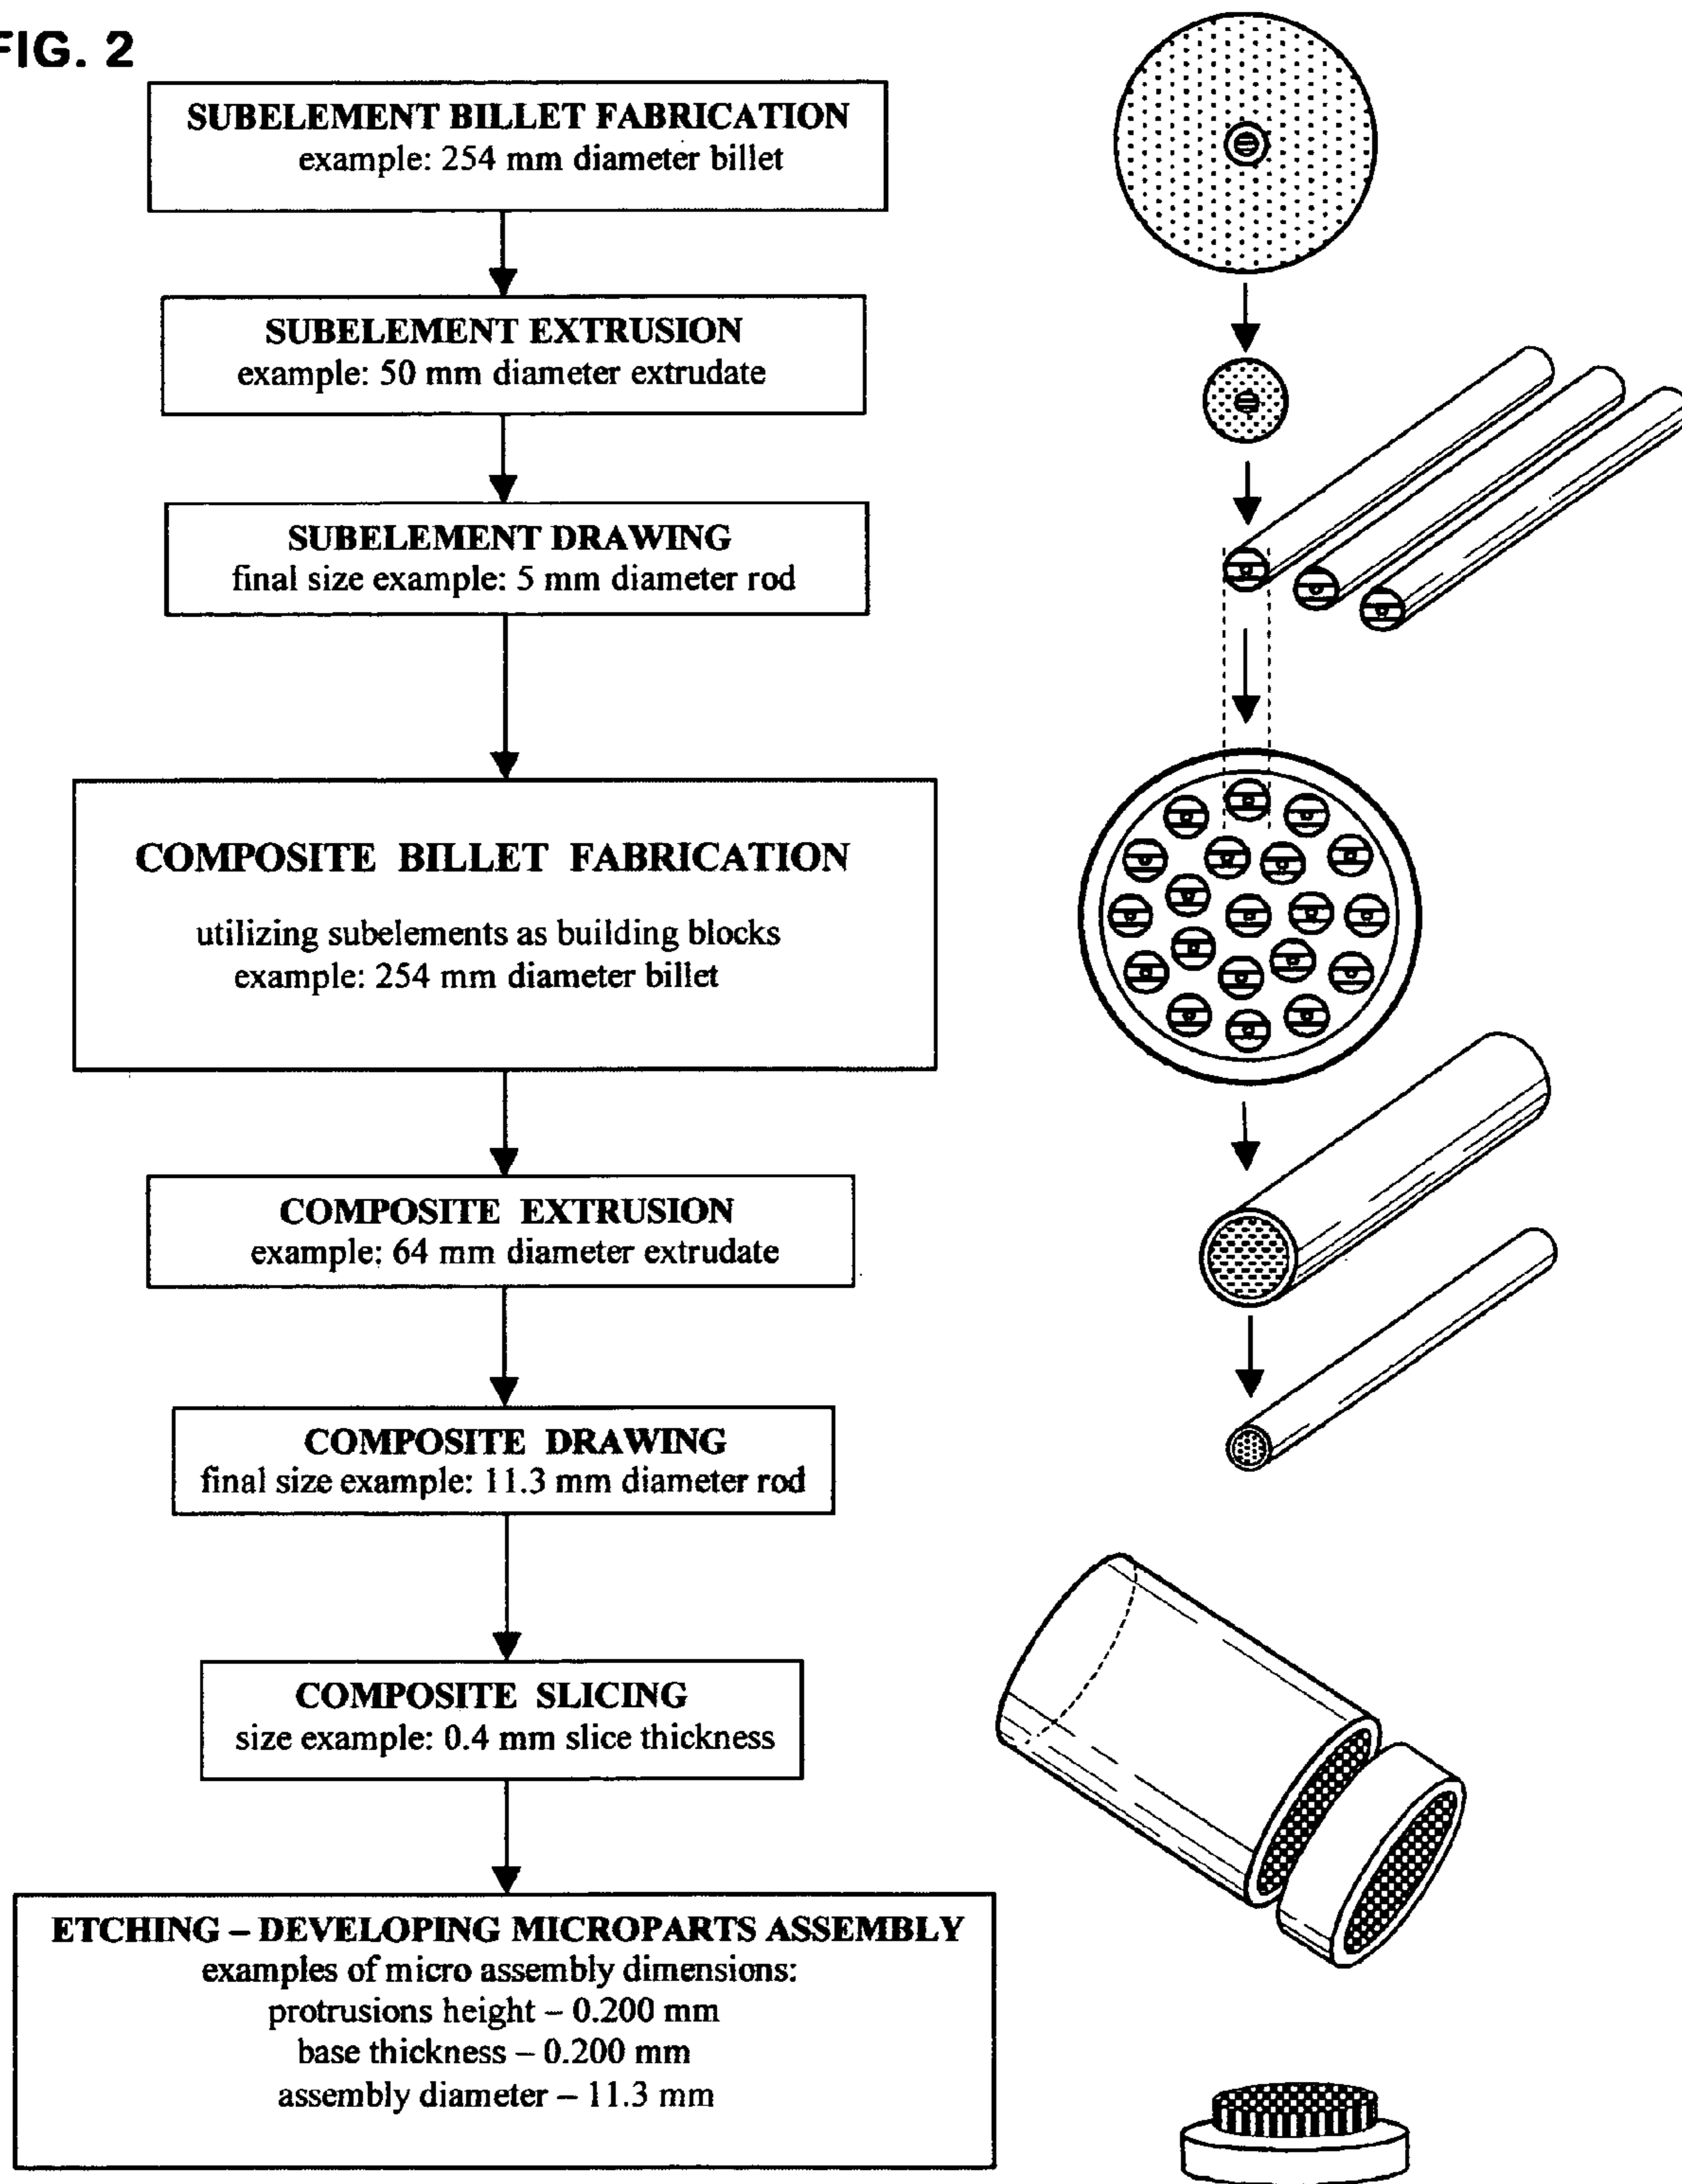 FIG. 2
SUBELEMENT BILLET FABRICATION
example: 254 mm diameter billet
SUBELEMENT EXTRUSION
example: 50 mm diameter extrudate
SUBELEMENT DRAWING
final size example: 5 mm diameter rod
COMPOSITE BILLET FABRICATION
utilizing subelements as building blocks
example: 254 mm diameter billet
COMPOSITE EXTRUSION
example: 64 mm diameter extrudate
COMPOSITE DRAWING
final size example: 11.3 mm diameter rod
COMPOSITE SLICING
size example: 0.4 mm slice thickness
ETCHING – DEVELOPING MICROPARTS ASSEMBLY
examples of micro assembly dimensions:
protrusions height – 0.200 mm
base thickness – 0.200 mm
assembly diameter – 11.3 mm